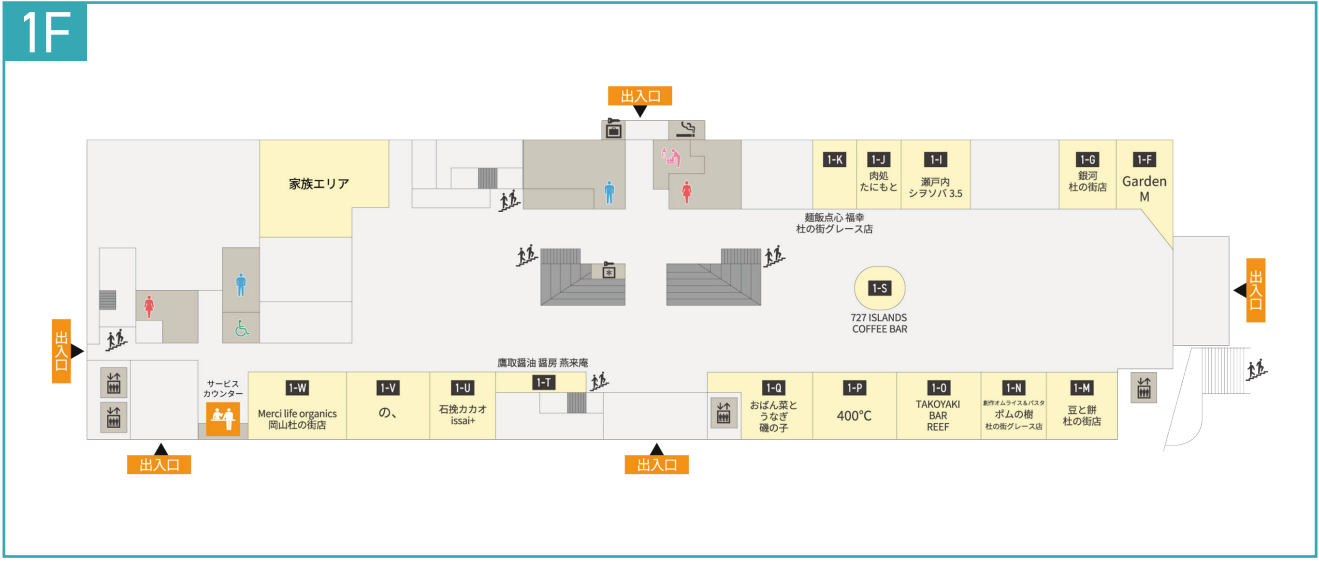 1F
出入口
家族エリア
1-K
1-J
肉処
たにもと
1-I
瀬戸内
シヲソバ 3.5
1-G
銀河
杜の街店
1-F
Garden
M
麺飯点心 福幸
杜の街グレース店
1-S
727 ISLANDS
COFFEE BAR
出入口
出入口
サービス
カウンター
1-W
Merci life organics
岡山杜の街店
1-V
の、
1-U
石挽カカオ
issai+
鷹取醤油 醤房 燕来庵
1-T
1-Q
おばん菜と
うなぎ
磯の子
1-P
400℃
1-O
TAKOYAKI
BAR
REEF
1-N
創作オムライス&パスタ
ポムの樹
杜の街グレース店
1-M
豆と餅
杜の街店
出入口
出入口